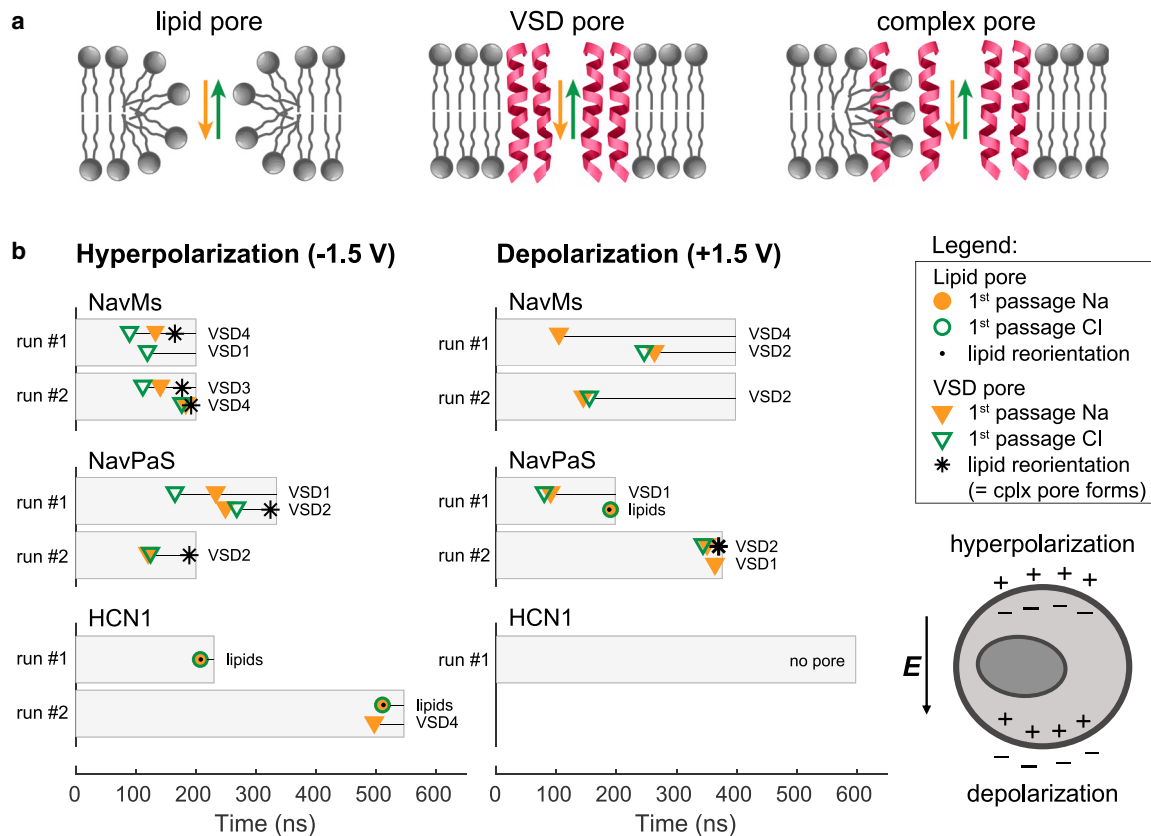 a
lipid pore
VSD pore
complex pore
b
Hyperpolarization (-1.5 V)
NavMs
run #1
VSD4
VSD1
run #2
VSD3
VSD4
NavPaS
run #1
VSD1
VSD2
run #2
VSD2
HCN1
run #1
lipids
run #2
lipids
VSD4
0 100 200 300 400 500 600
Time (ns)
Depolarization (+1.5 V)
NavMs
run #1
VSD4
VSD2
run #2
VSD2
NavPaS
run #1
VSD1
lipids
run #2
VSD2
VSD1
HCN1
run #1
no pore
0 100 200 300 400 500 600
Time (ns)
Legend:
Lipid pore
1st passage Na
1st passage Cl
lipid reorientation
VSD pore
1st passage Na
1st passage Cl
lipid reorientation
(= cplx pore forms)
hyperpolarization
+ + + +
− − − −
E
+ + + +
− − − −
depolarization